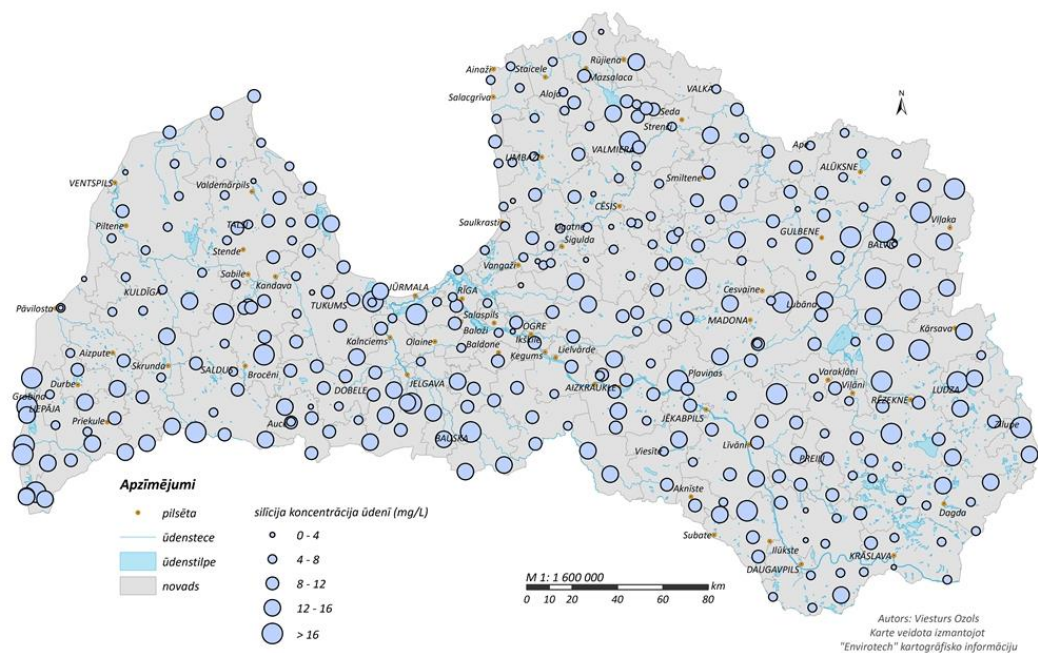 Rūjiena
Ainaži
Staicele
Mazsalaca
Salacgrīva
Aloja
VALKA
Seda
Strenči
VALMIERA
Ape
LIMBAŽI
ALŪKSNE
VENTSPILS
Valdemārpils
Smiltene
CĒSIS
Piltene
TALSI
Saulkrasti
Līgatne
Viļaka
Stende
Sigulda
GULBENE
BALVI
Sabile
Kandava
Vangaži
KULDĪGA
JŪRMALA
RĪGA
Cesvaine
Lubāna
Pāvilosta
TUKUMS
Salaspils
MADONA
Kalnciems
Olaine
Baloži
OGRE
Ikšķile
Kārsava
Aizpute
Baldone
Ķegums
Lielvārde
Skrunda
SALDUS
Brocēni
Pļaviņas
Varakļāni
Durbe
DOBELE
JELGAVA
AIZKRAUKLE
Viļāni
LUDZA
Grobiņa
LIEPĀJA
RĒZEKNE
Priekule
Auce
BAUSKA
JĒKABPILS
Līvāni
Zilupe
Viesīte
PREIĻI
Aknīste
Dagda
Subate
Ilūkste
KRĀSLAVA
DAUGAVPILS
N
Apzīmējumi
pilsēta
ūdenstece
ūdenstilpe
novads
silīcija koncentrācija ūdenī (mg/L)
0 - 4
4 - 8
8 - 12
12 - 16
> 16
M 1: 1 600 000
km
10 0 20 40 60 80
Autors: Viesturs Ozols
Karte veidota izmantojot
"Envirotech" kartogrāfisko informāciju